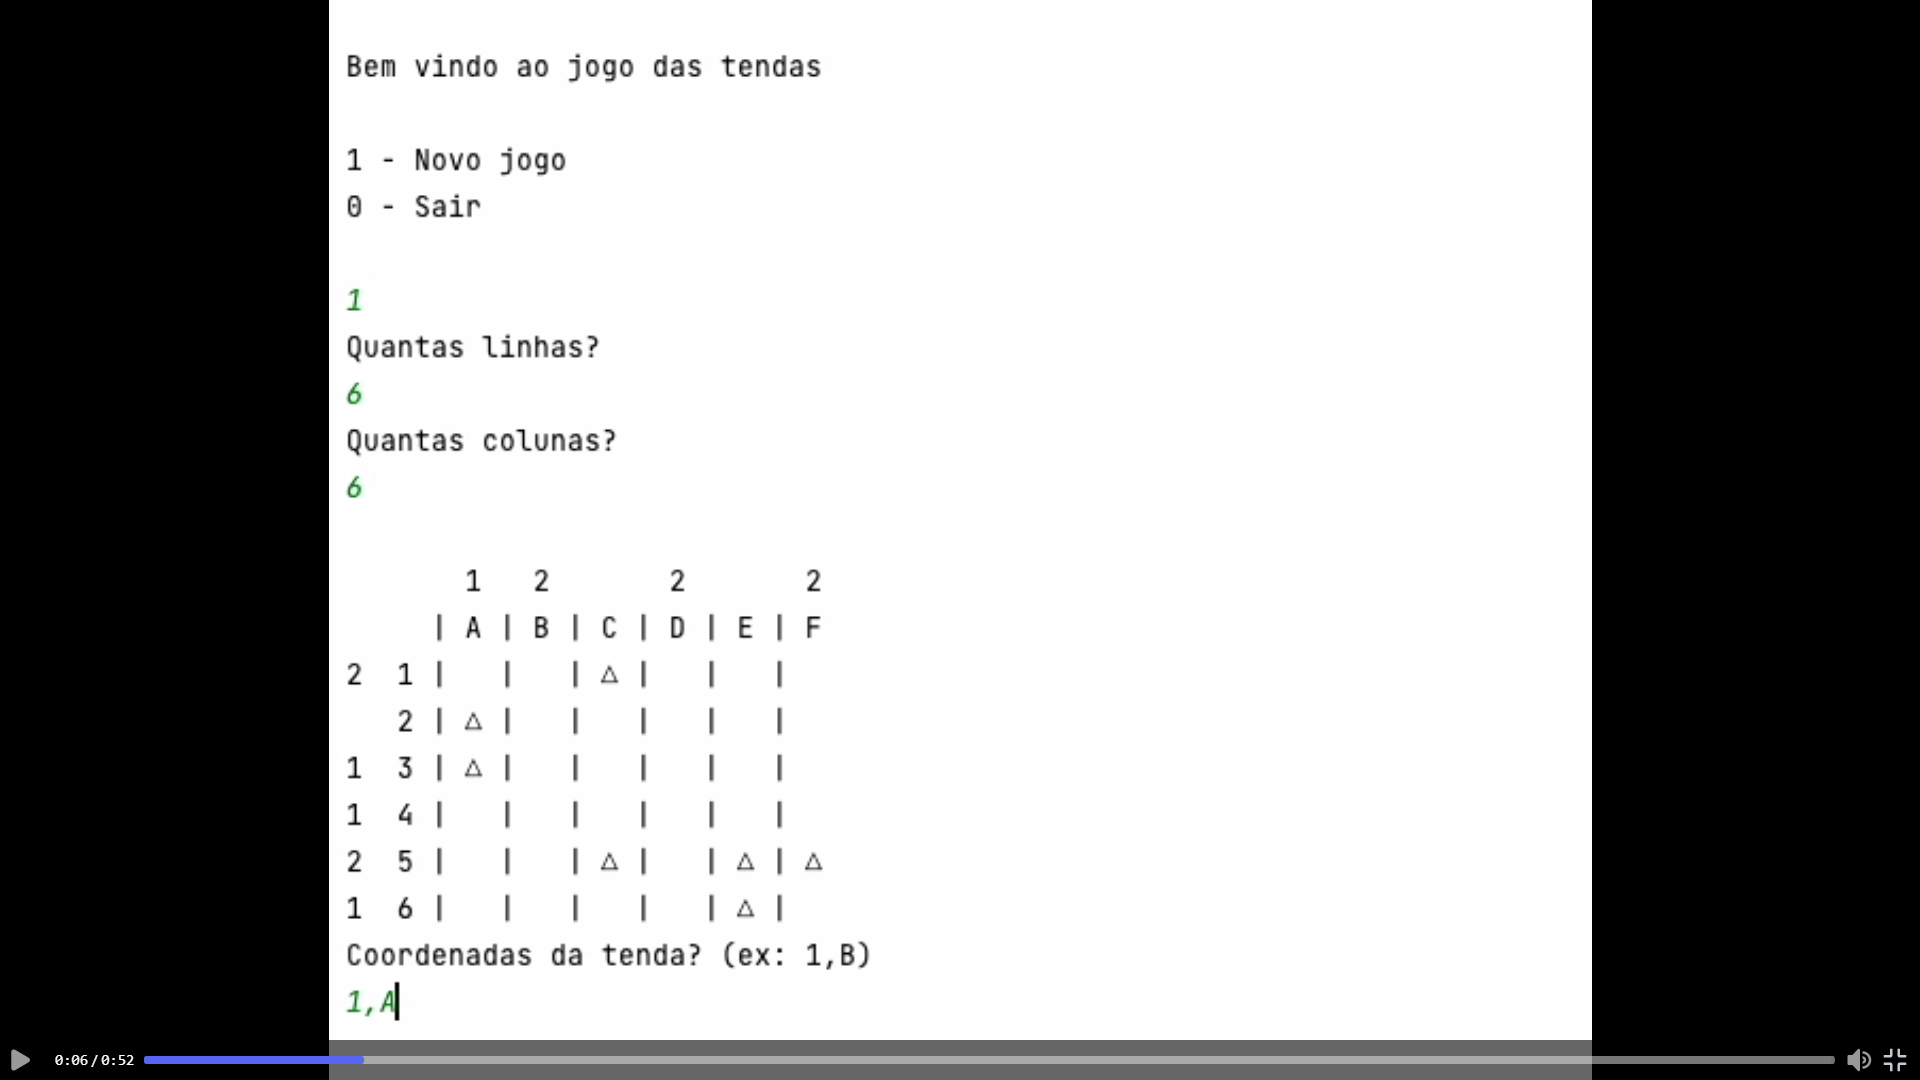 Bem vindo ao jogo das tendas
1 - Novo jogo
0 - Sair
1
Quantas linhas?
6
Quantas colunas?
6
1   2       2       2
| A | B | C | D | E | F
2  1 |   |   | △ |   |   |
2 | △ |   |   |   |   |
1  3 | △ |   |   |   |   |
1  4 |   |   |   |   |   |
2  5 |   |   | △ |   | △ | △
1  6 |   |   |   |   | △ |
Coordenadas da tenda? (ex: 1,B)
1,A
0:06/0:52